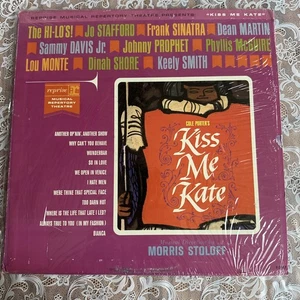 REPRISE MUSICAL REPERTORY THEATRE PRESENTS "KISS ME KATE"
The HI-LO'S! Jo STAFFORD Frank SINATRA Dean MARTIN
Sammy DAVIS Jr. Johnny PROPHET Phyllis McGUIRE
Lou MONTE Dinah SHORE Keely SMITH
reprise
MUSICAL
REPERTORY
THEATRE
ANOTHER OP'NIN', ANOTHER SHOW
WHY CAN'T YOU BEHAVE
WUNDERBAR
SO IN LOVE
WE OPEN IN VENICE
I HATE MEN
WERE THINE THAT SPECIAL FACE
TOO DARN HOT
WHERE IS THE LIFE THAT LATE I LED?
ALWAYS TRUE TO YOU (IN MY FASHION)
BIANCA
COLE PORTER'S
Kiss
Me
Kate
MORRIS STOLOFF